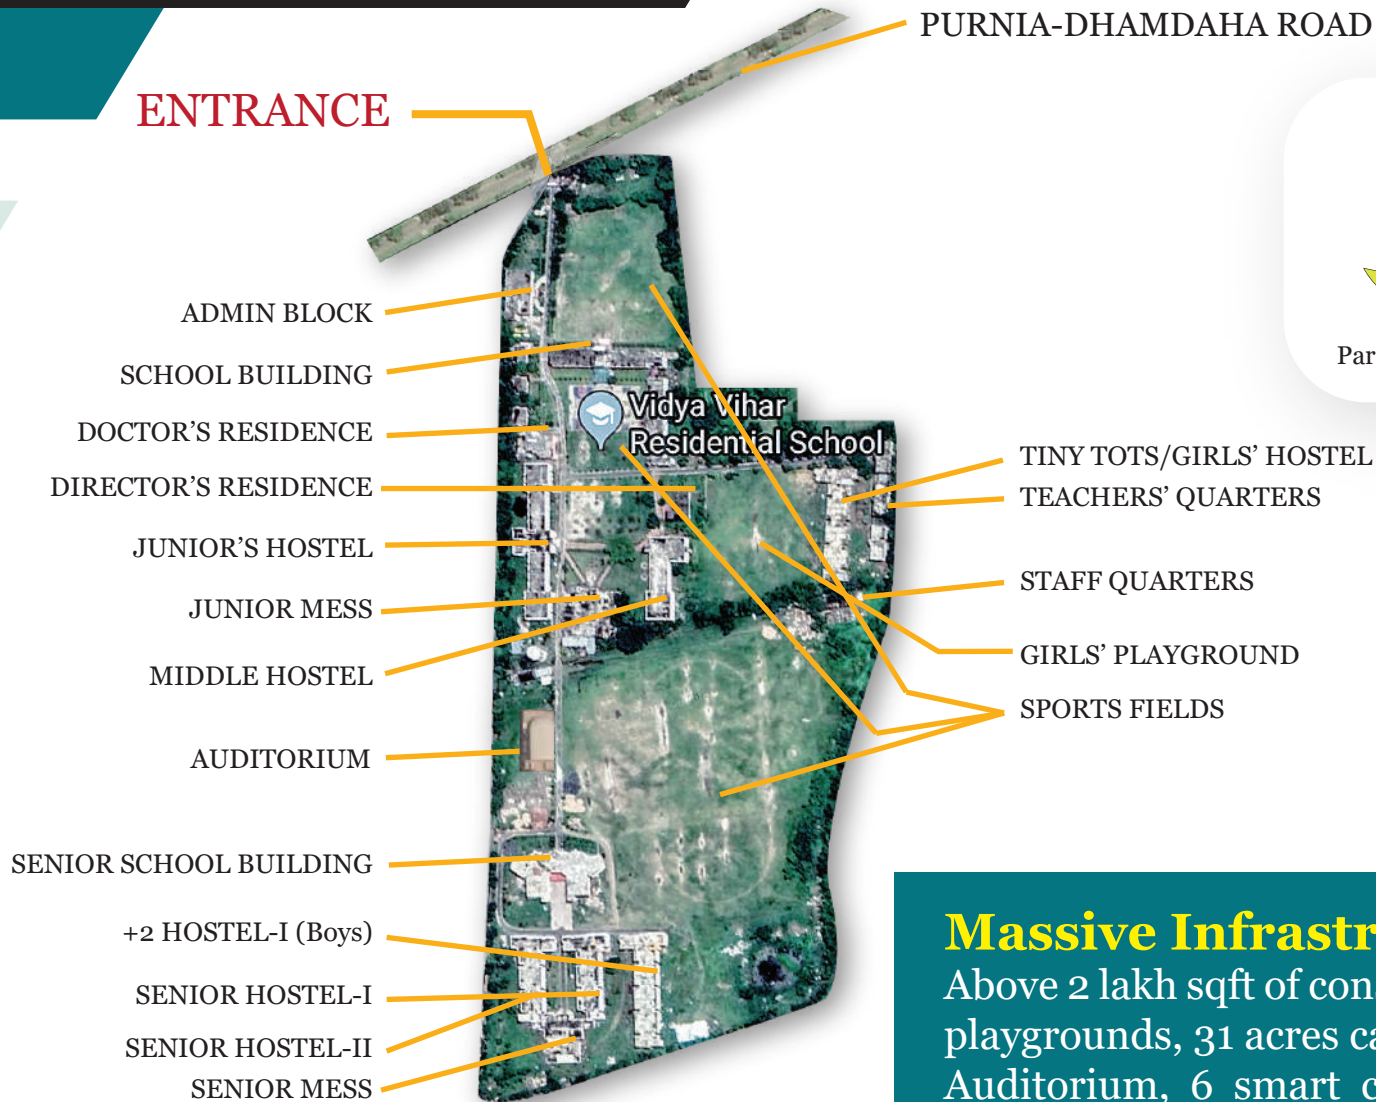 PURNIA-DHAMDAHA ROAD
ENTRANCE
ADMIN BLOCK
SCHOOL BUILDING
DOCTOR'S RESIDENCE
DIRECTOR'S RESIDENCE
JUNIOR'S HOSTEL
JUNIOR MESS
MIDDLE HOSTEL
AUDITORIUM
SENIOR SCHOOL BUILDING
+2 HOSTEL-I (Boys)
SENIOR HOSTEL-I
SENIOR HOSTEL-II
SENIOR MESS
Vidya Vihar
Residential School
TINY TOTS/GIRLS' HOSTEL
TEACHERS' QUARTERS
STAFF QUARTERS
GIRLS' PLAYGROUND
SPORTS FIELDS
Par
Massive Infrastr
Above 2 lakh sqft of con
playgrounds, 31 acres ca
Auditorium, 6 smart c